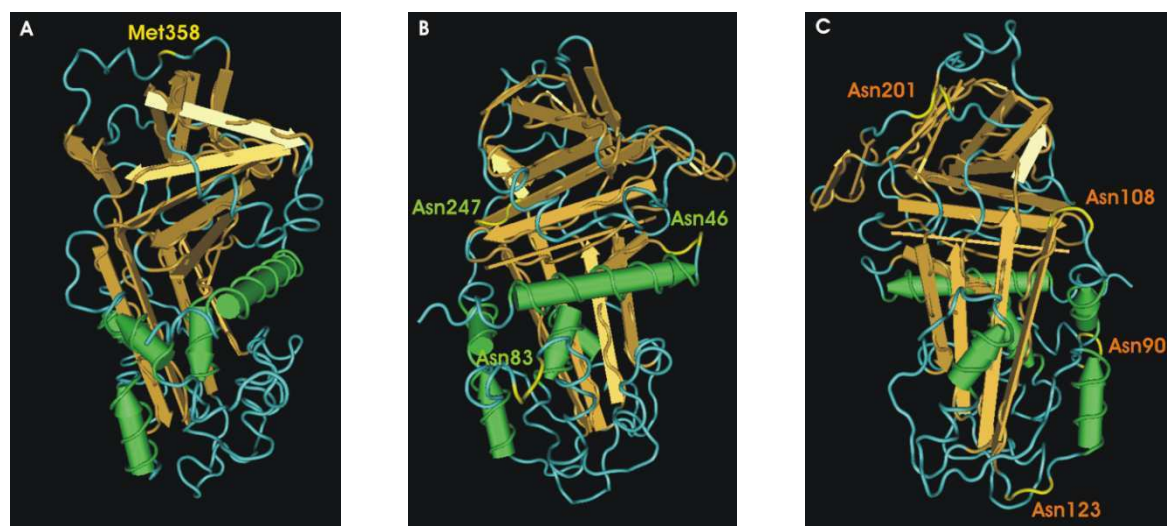 A
Met358
B
Asn247
Asn46
Asn83
C
Asn201
Asn108
Asn90
Asn123